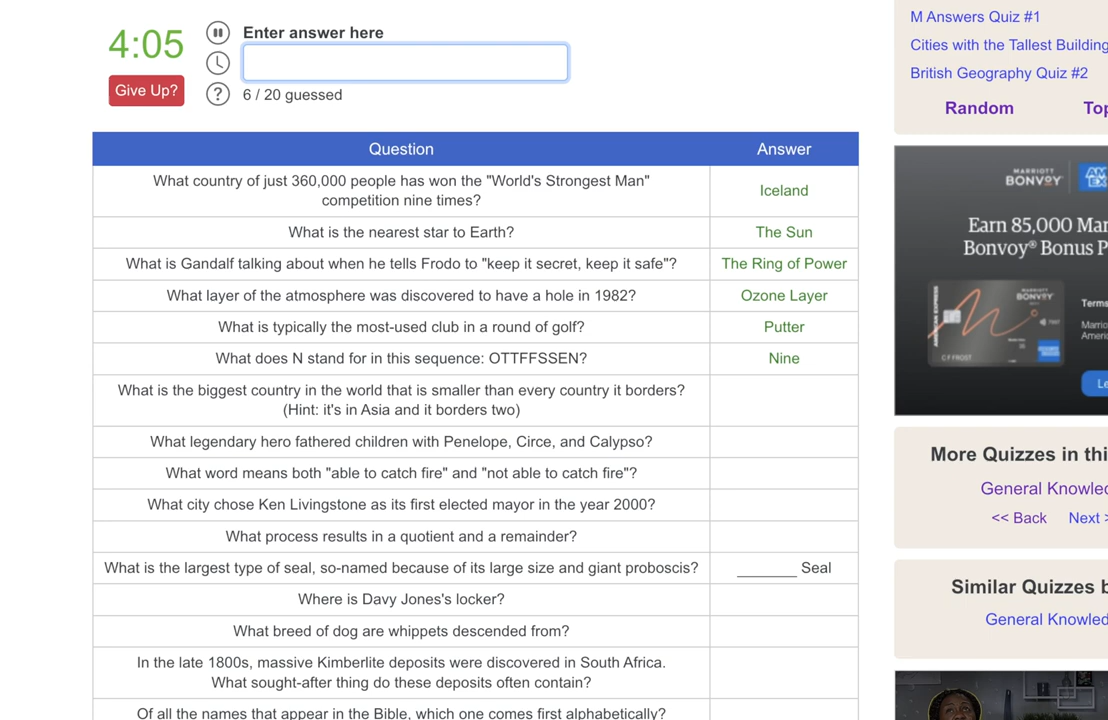 4:05
Give Up?
Enter answer here
6 / 20 guessed
Question
Answer
What country of just 360,000 people has won the "World's Strongest Man"
competition nine times?
Iceland
What is the nearest star to Earth?
The Sun
What is Gandalf talking about when he tells Frodo to "keep it secret, keep it safe"?
The Ring of Power
What layer of the atmosphere was discovered to have a hole in 1982?
Ozone Layer
What is typically the most-used club in a round of golf?
Putter
What does N stand for in this sequence: OTTFFSSEN?
Nine
What is the biggest country in the world that is smaller than every country it borders?
(Hint: it's in Asia and it borders two)
What legendary hero fathered children with Penelope, Circe, and Calypso?
What word means both "able to catch fire" and "not able to catch fire"?
What city chose Ken Livingstone as its first elected mayor in the year 2000?
What process results in a quotient and a remainder?
What is the largest type of seal, so-named because of its large size and giant proboscis?
_______ Seal
Where is Davy Jones's locker?
What breed of dog are whippets descended from?
In the late 1800s, massive Kimberlite deposits were discovered in South Africa.
What sought-after thing do these deposits often contain?
Of all the names that appear in the Bible, which one comes first alphabetically?
M Answers Quiz #1
Cities with the Tallest Building
British Geography Quiz #2
Random
Top
MARRIOTT
BONVOY
AM
EX
Earn 85,000 Mar
Bonvoy® Bonus P
MARRIOTT
BONVOY
AMERICAN EXPRESS
C F FROST
Terms
Marrio
Americ
Le
More Quizzes in thi
General Knowled
<< Back
Next >
Similar Quizzes b
General Knowled